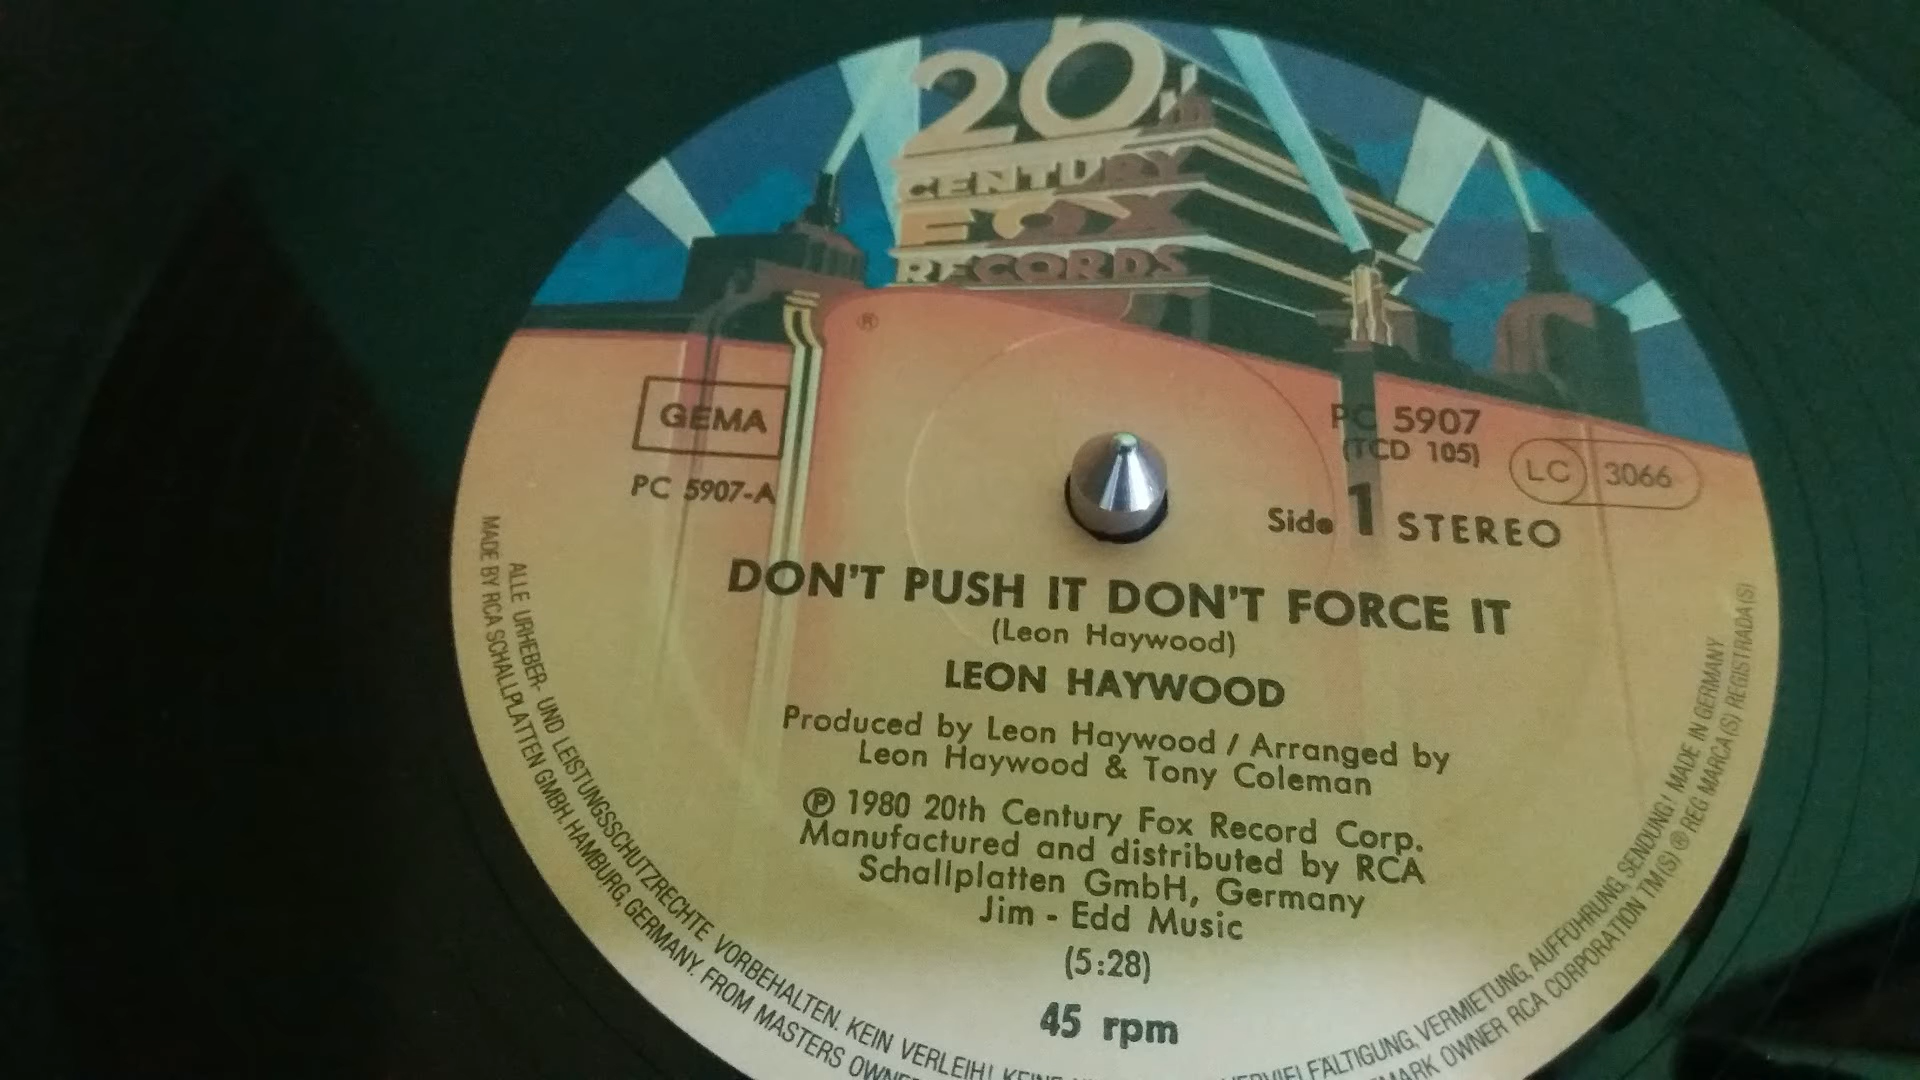 20th
CENTURY
FOX
RECORDS
®
GEMA
PC 5907-A
PC 5907
(TCD 105)
LC 3066
Side 1 STEREO
DON'T PUSH IT DON'T FORCE IT
(Leon Haywood)
LEON HAYWOOD
Produced by Leon Haywood / Arranged by
Leon Haywood & Tony Coleman
℗ 1980 20th Century Fox Record Corp.
Manufactured and distributed by RCA
Schallplatten GmbH, Germany
Jim - Edd Music
(5:28)
45 rpm
ALLE URHEBER- UND LEISTUNGSSCHUTZRECHTE VORBEHALTEN. KEIN VERLEIH! VERMIETUNG, AUFFÜHRUNG, SENDUNG! MADE IN GERMANY
MADE BY RCA SCHALLPLATTEN GMBH, HAMBURG, GERMANY. FROM MASTERS OWNER RCA CORPORATION TM(S) ® REG MARCA(S) REGISTRADA(S)